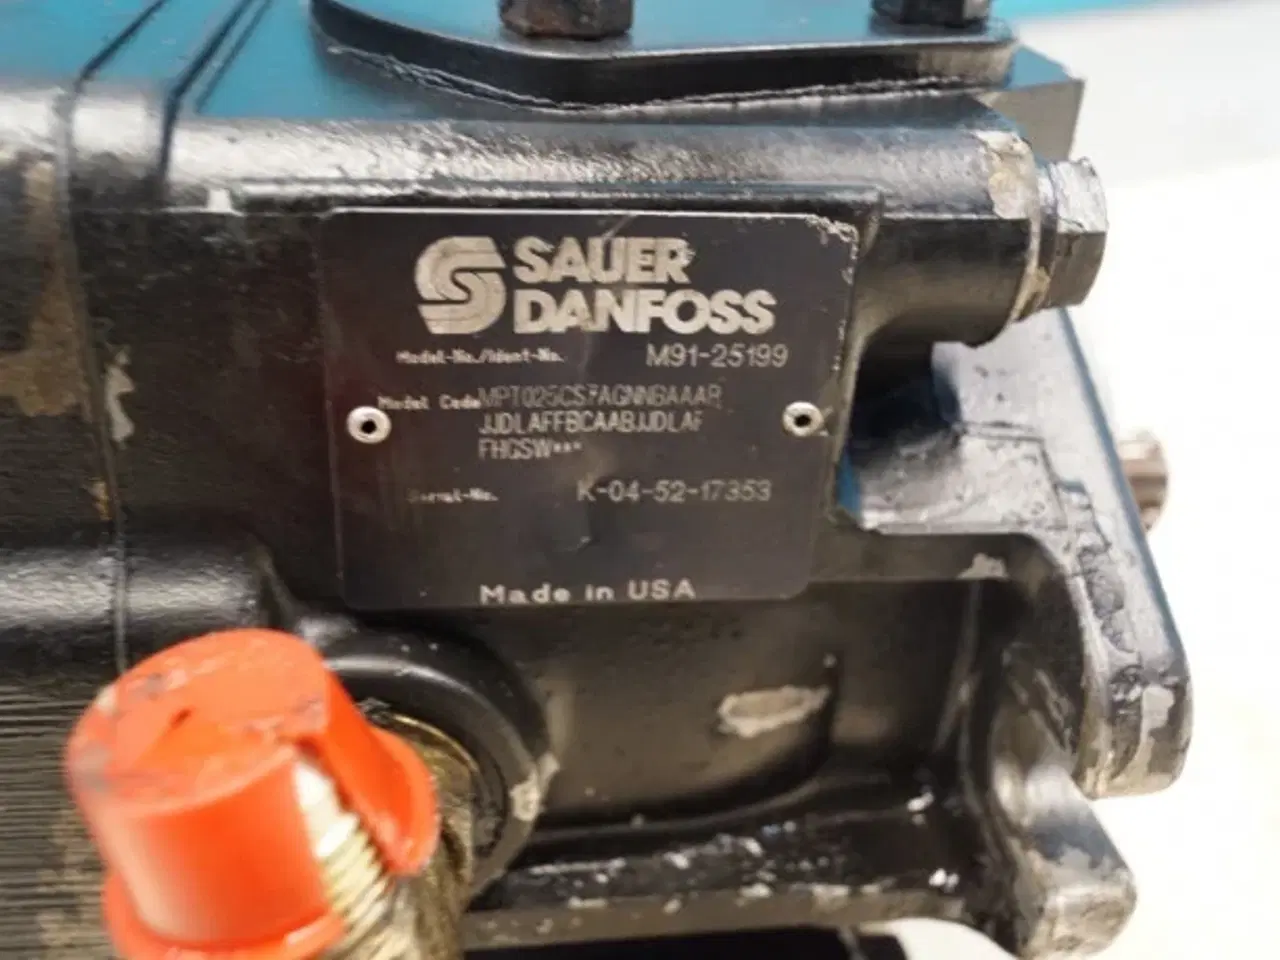 SAUER
DANFOSS
Model-No./Ident-No. M91-25199
Model Code
JJDLAFFBCAABJJDLAF
FHGSW***
Serial-No. K-04-52-17353
Made in USA